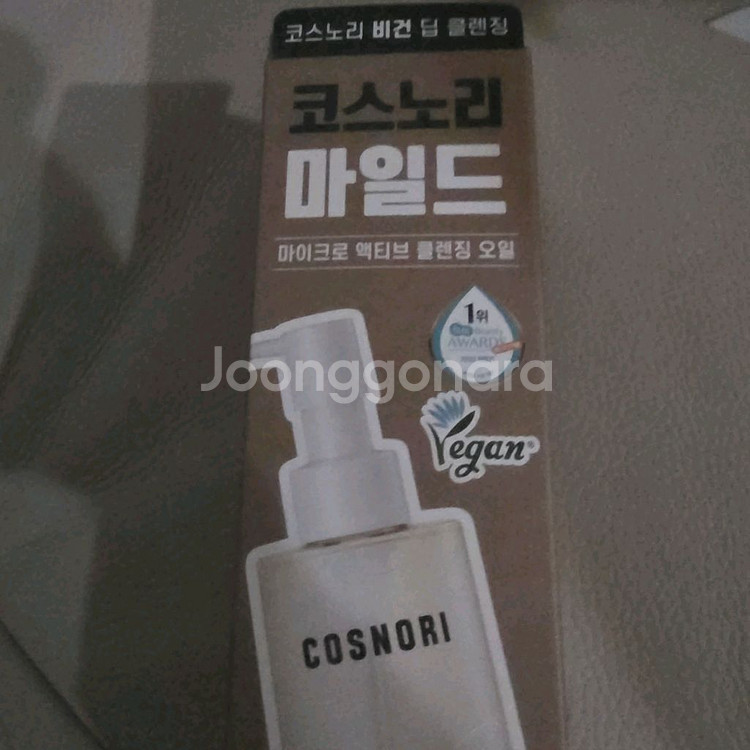 코스노리 비건 딥 클렌징
코스노리
마일드
마이크로 액티브 클렌징 오일
1위
AWARDS
Joonggonara
Vegan
COSNORI